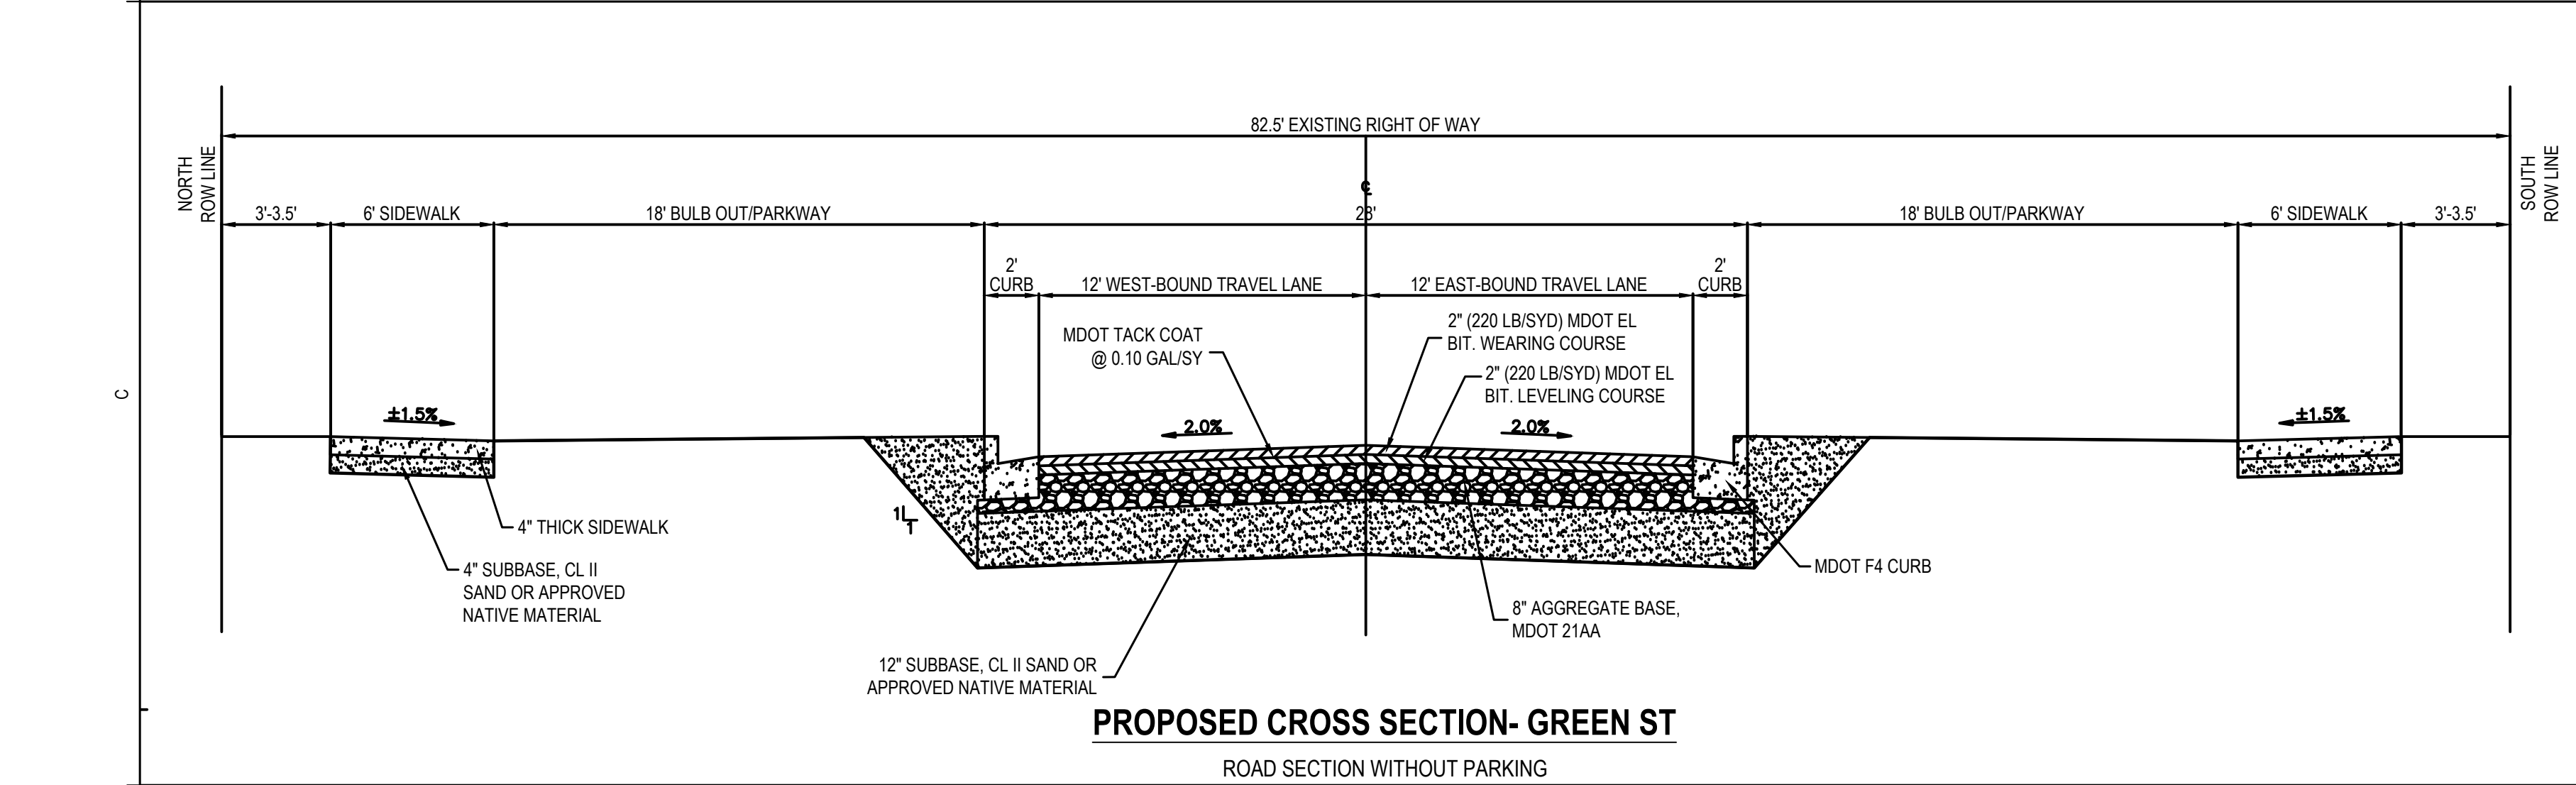 82.5' EXISTING RIGHT OF WAY
NORTH
ROW LINE
SOUTH
ROW LINE
℄
3'-3.5'
6' SIDEWALK
18' BULB OUT/PARKWAY
28'
18' BULB OUT/PARKWAY
6' SIDEWALK
3'-3.5'
2'
CURB
12' WEST-BOUND TRAVEL LANE
12' EAST-BOUND TRAVEL LANE
2'
CURB
MDOT TACK COAT
@ 0.10 GAL/SY
2" (220 LB/SYD) MDOT EL
BIT. WEARING COURSE
2" (220 LB/SYD) MDOT EL
BIT. LEVELING COURSE
C
±1.5%
2.0%
2.0%
±1.5%
1
1
4" THICK SIDEWALK
4" SUBBASE, CL II
SAND OR APPROVED
NATIVE MATERIAL
MDOT F4 CURB
8" AGGREGATE BASE,
MDOT 21AA
12" SUBBASE, CL II SAND OR
APPROVED NATIVE MATERIAL
PROPOSED CROSS SECTION- GREEN ST
ROAD SECTION WITHOUT PARKING